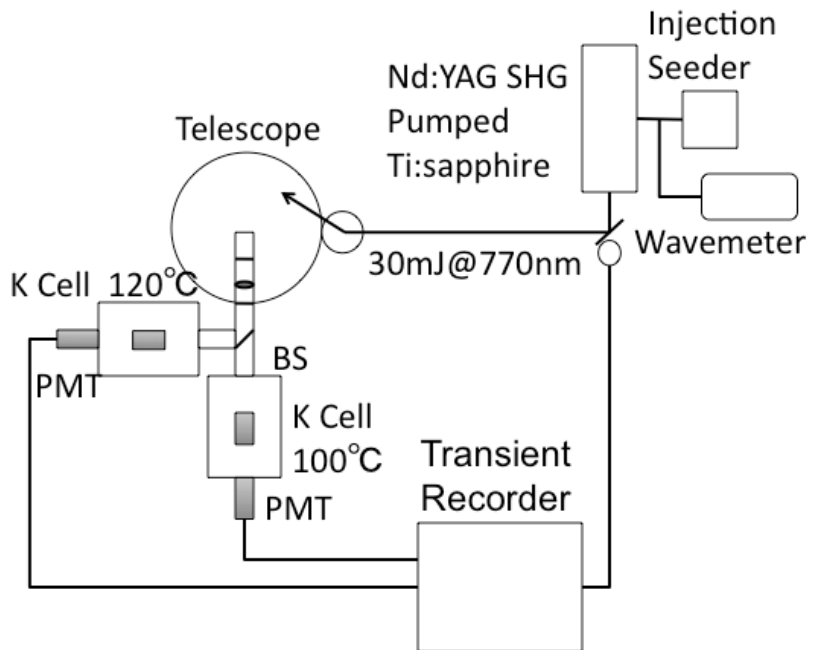 Injection
Seeder
Nd:YAG SHG
Pumped
Ti:sapphire
Telescope
Wavemeter
30mJ@770nm
K Cell 120℃
BS
PMT
K Cell
100℃
PMT
Transient
Recorder